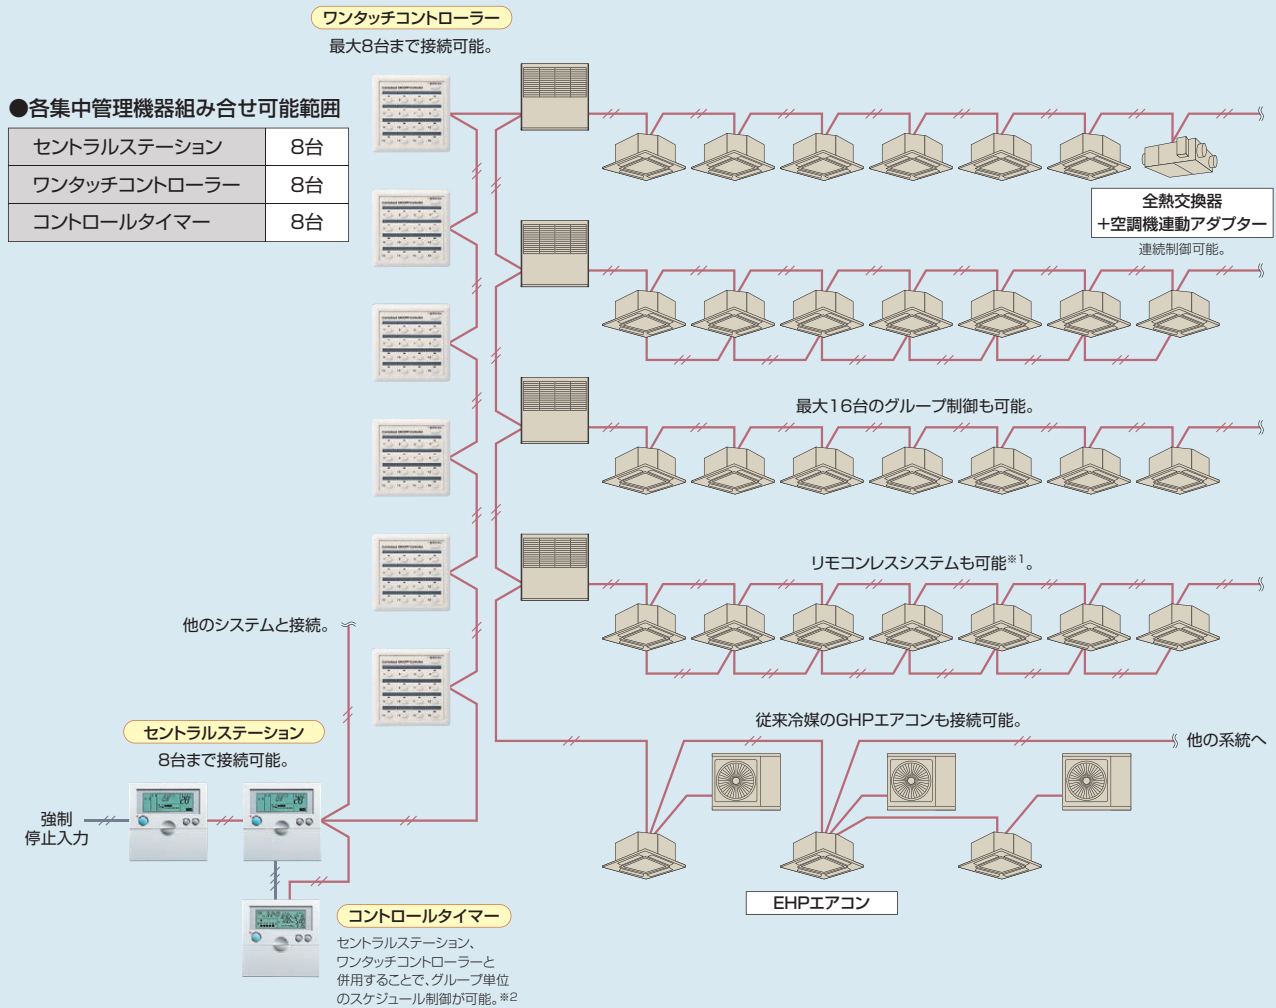 ワンタッチコントローラー
最大8台まで接続可能。
●各集中管理機器組み合せ可能範囲
セントラルステーション 8台
ワンタッチコントローラー 8台
コントロールタイマー 8台
全熱交換器
+空調機連動アダプター
連続制御可能。
最大16台のグループ制御も可能。
リモコンレスシステムも可能※1。
他のシステムと接続。
従来冷媒のGHPエアコンも接続可能。
他の系統へ
セントラルステーション
8台まで接続可能。
強制
停止入力
EHPエアコン
コントロールタイマー
セントラルステーション、
ワンタッチコントローラーと
併用することで、グループ単位
のスケジュール制御が可能。※2